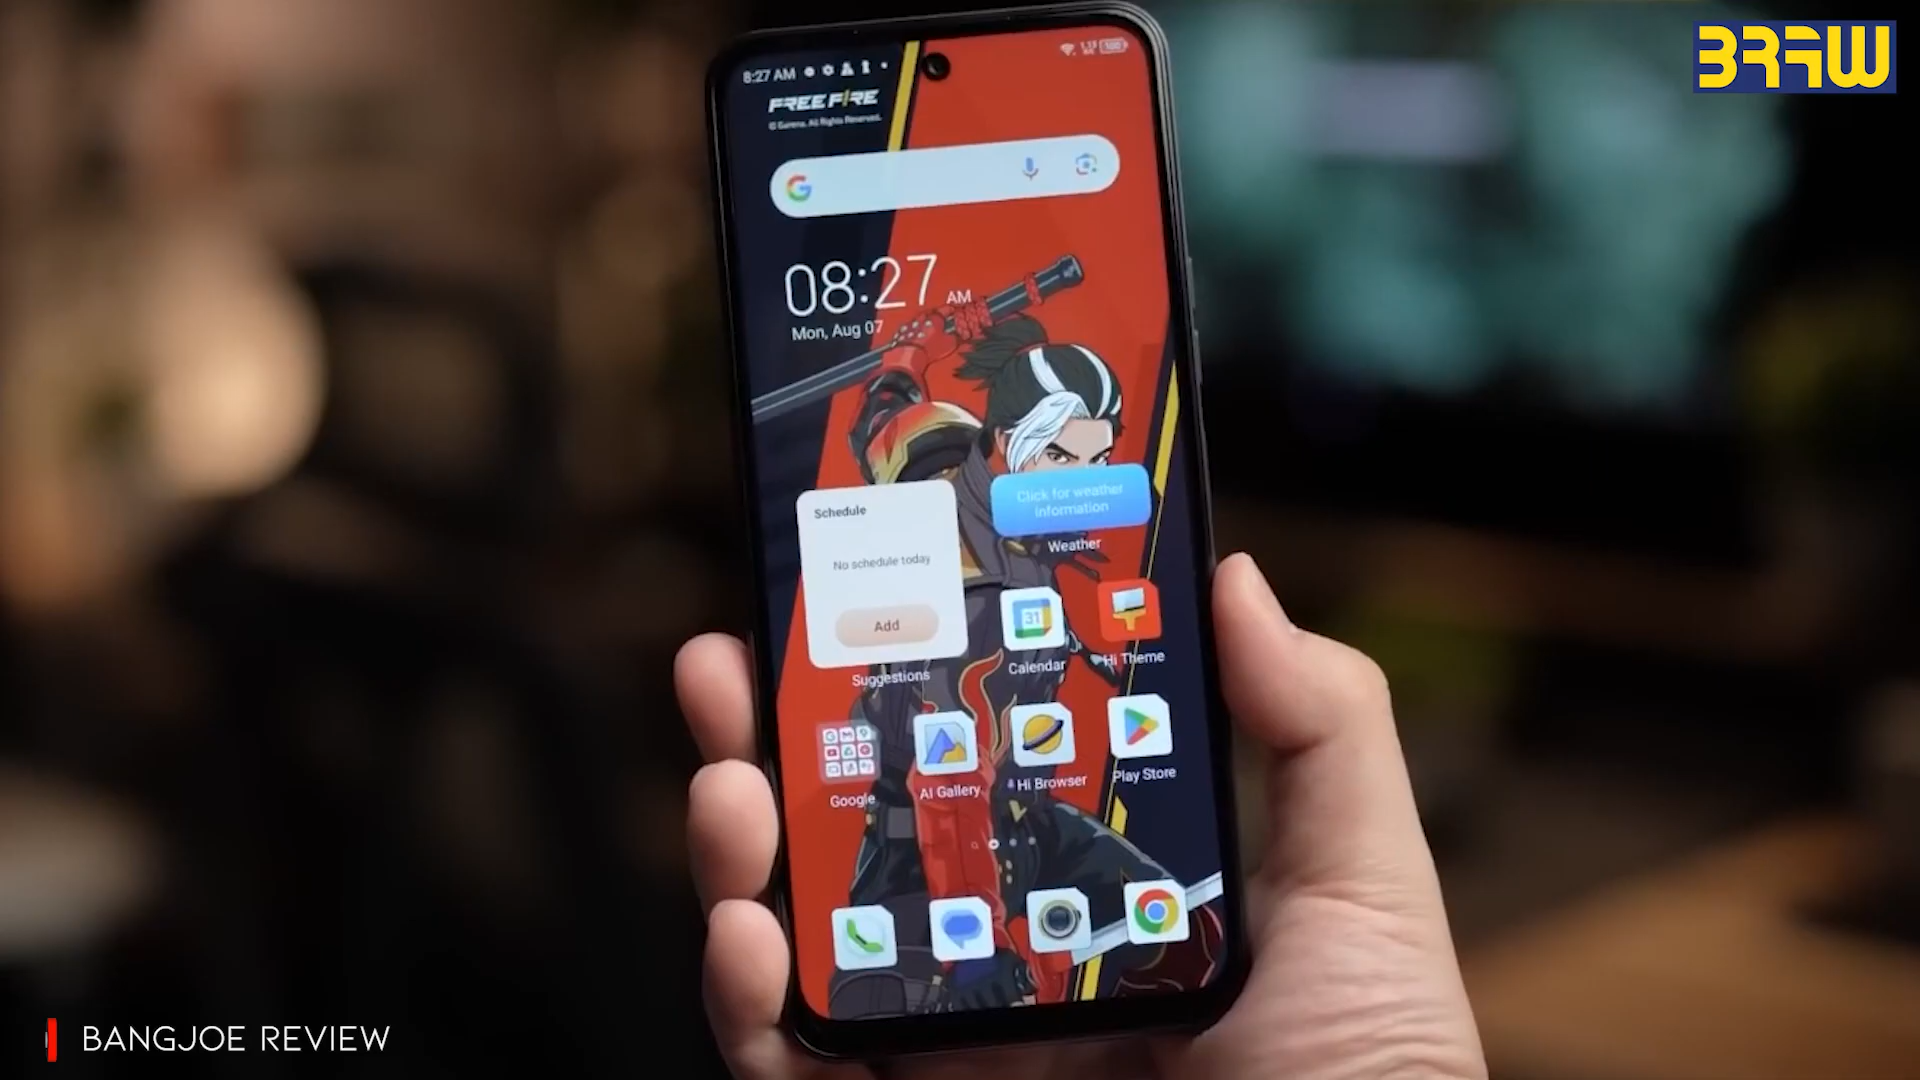 8:27 AM
FREE FIRE
© Garena. All Rights Reserved.
08:27 AM
Mon, Aug 07
Click for weather
information
Weather
Schedule
No schedule today
Add
Suggestions
31
Calendar
Hi Theme
Google
AI Gallery
Hi Browser
Play Store
BANGJOE REVIEW